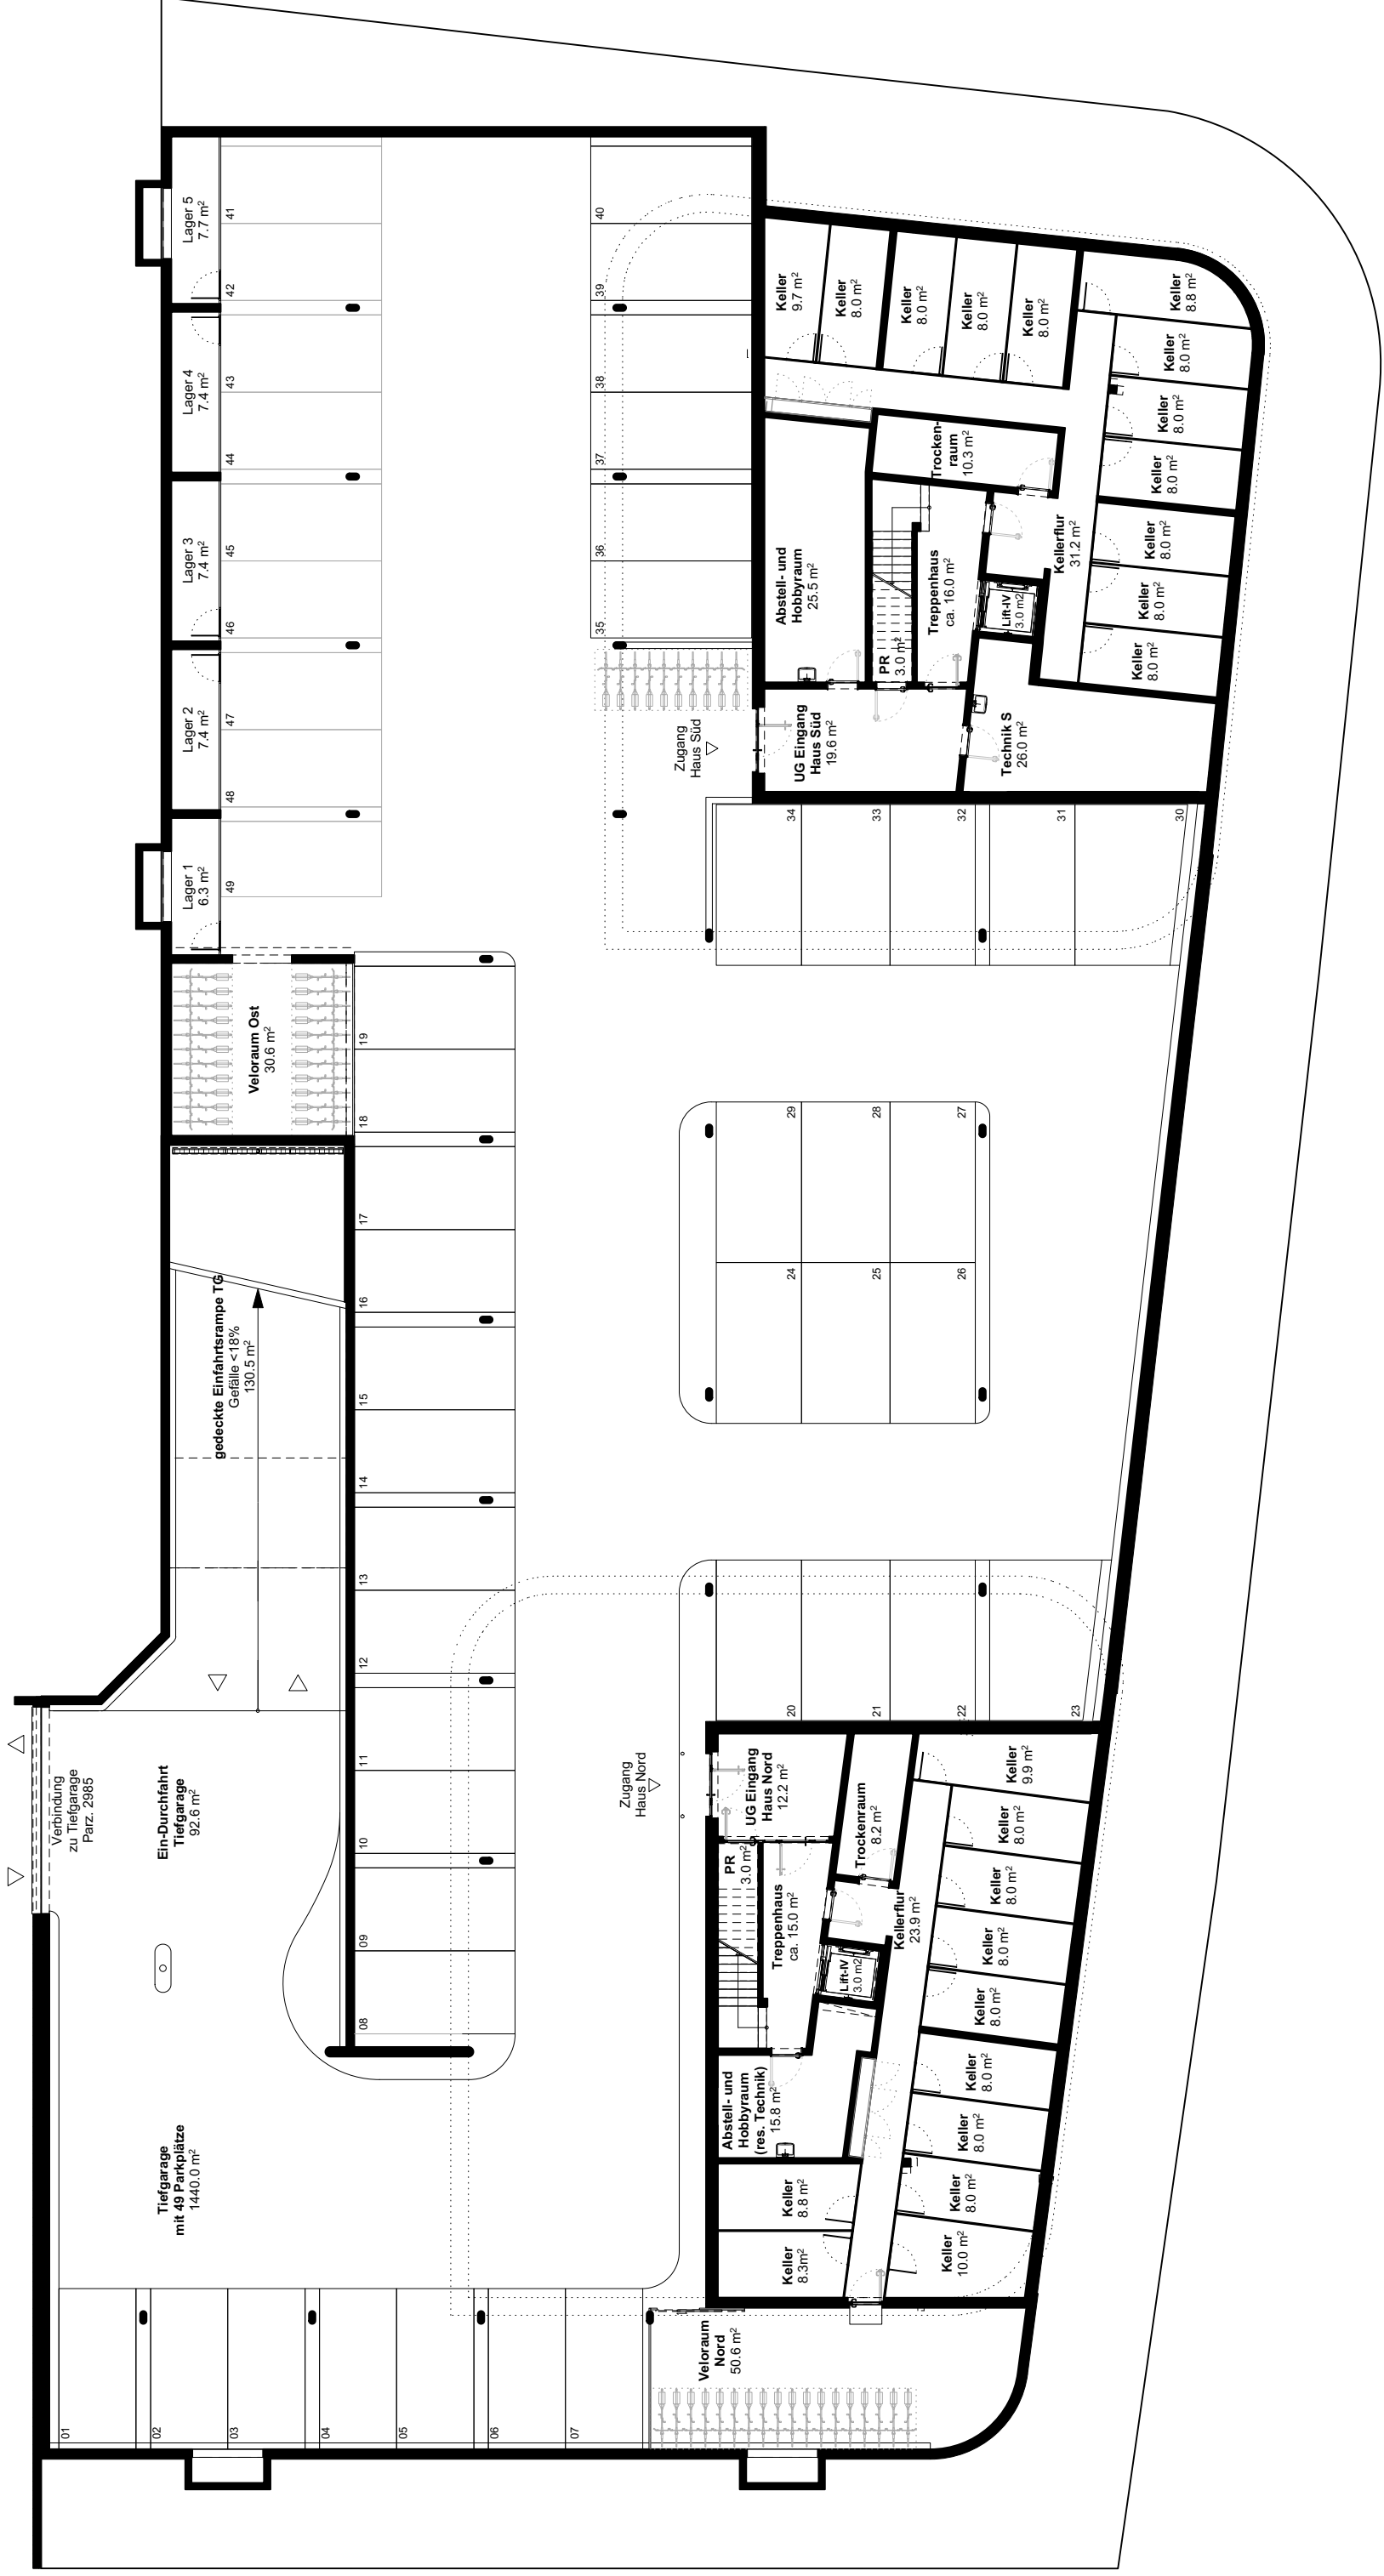 Lager 5
7.7 m²
Lager 4
7.4 m²
Lager 3
7.4 m²
Lager 2
7.4 m²
Lager 1
6.3 m²
41
42
43
44
45
46
47
48
49
40
39
38
37
36
35
Keller
9.7 m²
Keller
8.0 m²
Keller
8.0 m²
Keller
8.0 m²
Keller
8.0 m²
Keller
8.8 m²
Keller
8.0 m²
Keller
8.0 m²
Keller
8.0 m²
Keller
8.0 m²
Keller
8.0 m²
Keller
8.0 m²
Trocken-
raum
10.3 m²
Abstell- und
Hobbyraum
25.5 m²
Treppenhaus
ca. 16.0 m²
PR
3.0 m²
Lift-IV
3.0 m2
Kellerflur
31.2 m²
UG Eingang
Haus Süd
19.6 m²
Technik S
26.0 m²
Zugang
Haus Süd
34
33
32
31
30
Veloraum Ost
30.6 m²
19
18
17
16
15
14
13
12
11
10
09
08
29
28
27
24
25
26
gedeckte Einfahrtsrampe TG
Gefälle <18%
130.5 m²
Verbindung
zu Tiefgarage
Parz. 2985
Ein-Durchfahrt
Tiefgarage
92.6 m²
Tiefgarage
mit 49 Parkplätze
1440.0 m²
20
21
22
23
Zugang
Haus Nord
UG Eingang
Haus Nord
12.2 m²
PR
3.0 m²
Treppenhaus
ca. 15.0 m²
Trockenraum
8.2 m²
Lift-IV
3.0 m2
Kellerflur
23.9 m²
Abstell- und
Hobbyraum
(res. Technik)
15.8 m²
Keller
9.9 m²
Keller
8.0 m²
Keller
8.0 m²
Keller
8.0 m²
Keller
8.0 m²
Keller
8.0 m²
Keller
8.0 m²
Keller
8.0 m²
Keller
10.0 m²
Keller
8.8 m²
Keller
8.3m²
Veloraum
Nord
50.6 m²
01
02
03
04
05
06
07